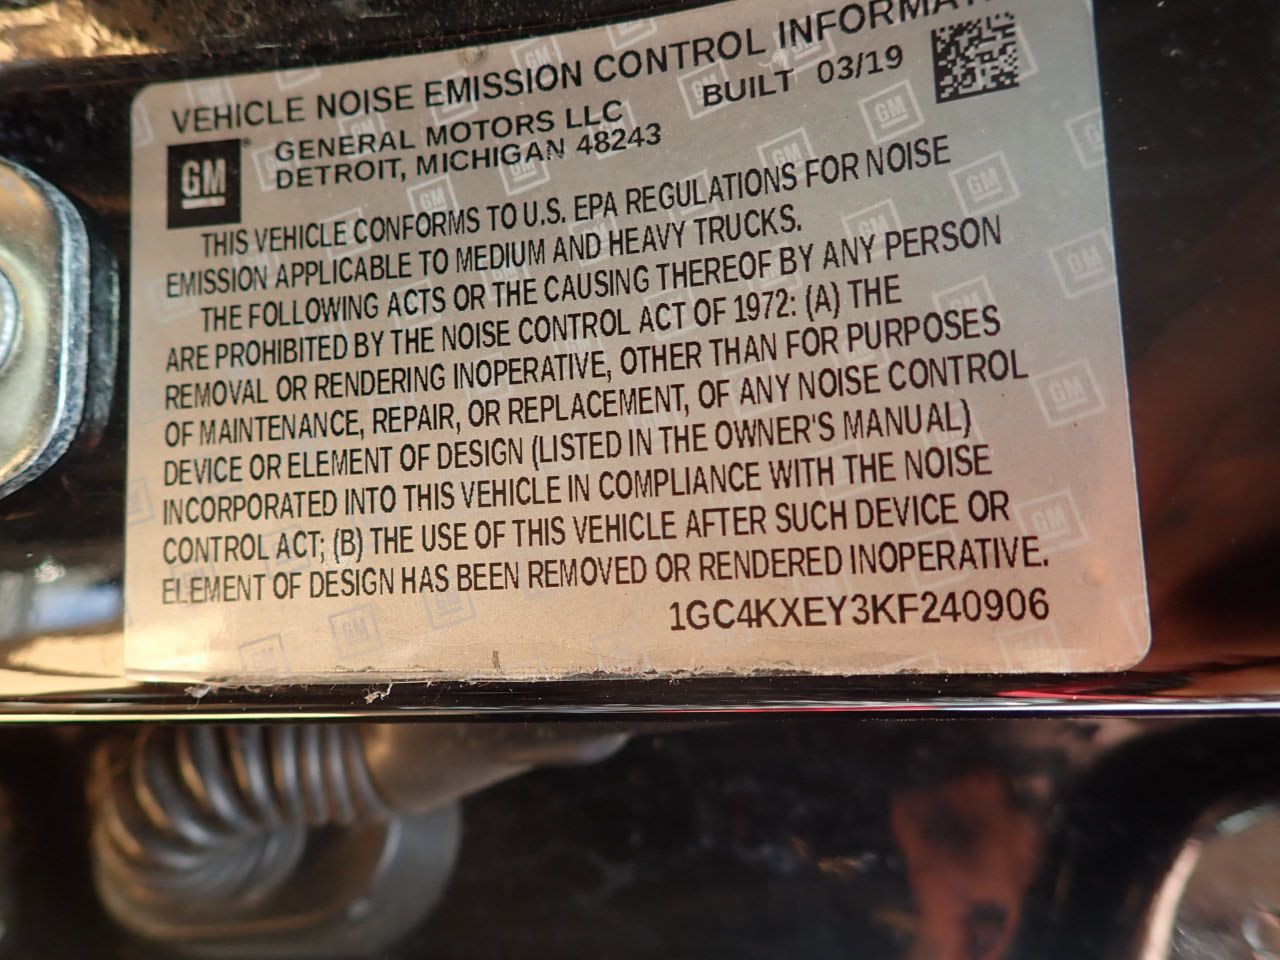 VEHICLE NOISE EMISSION CONTROL
GM
GENERAL MOTORS LLC
DETROIT, MICHIGAN 48243
BUILT 03/19
THIS VEHICLE CONFORMS TO U.S. EPA REGULATIONS FOR NOISE
EMISSION APPLICABLE TO MEDIUM AND HEAVY TRUCKS.
THE FOLLOWING ACTS OR THE CAUSING THEREOF BY ANY PERSON
ARE PROHIBITED BY THE NOISE CONTROL ACT OF 1972: (A) THE
REMOVAL OR RENDERING INOPERATIVE, OTHER THAN FOR PURPOSES
OF MAINTENANCE, REPAIR, OR REPLACEMENT, OF ANY NOISE CONTROL
DEVICE OR ELEMENT OF DESIGN (LISTED IN THE OWNER'S MANUAL)
INCORPORATED INTO THIS VEHICLE IN COMPLIANCE WITH THE NOISE
CONTROL ACT; (B) THE USE OF THIS VEHICLE AFTER SUCH DEVICE OR
ELEMENT OF DESIGN HAS BEEN REMOVED OR RENDERED INOPERATIVE.
1GC4KXEY3KF240906